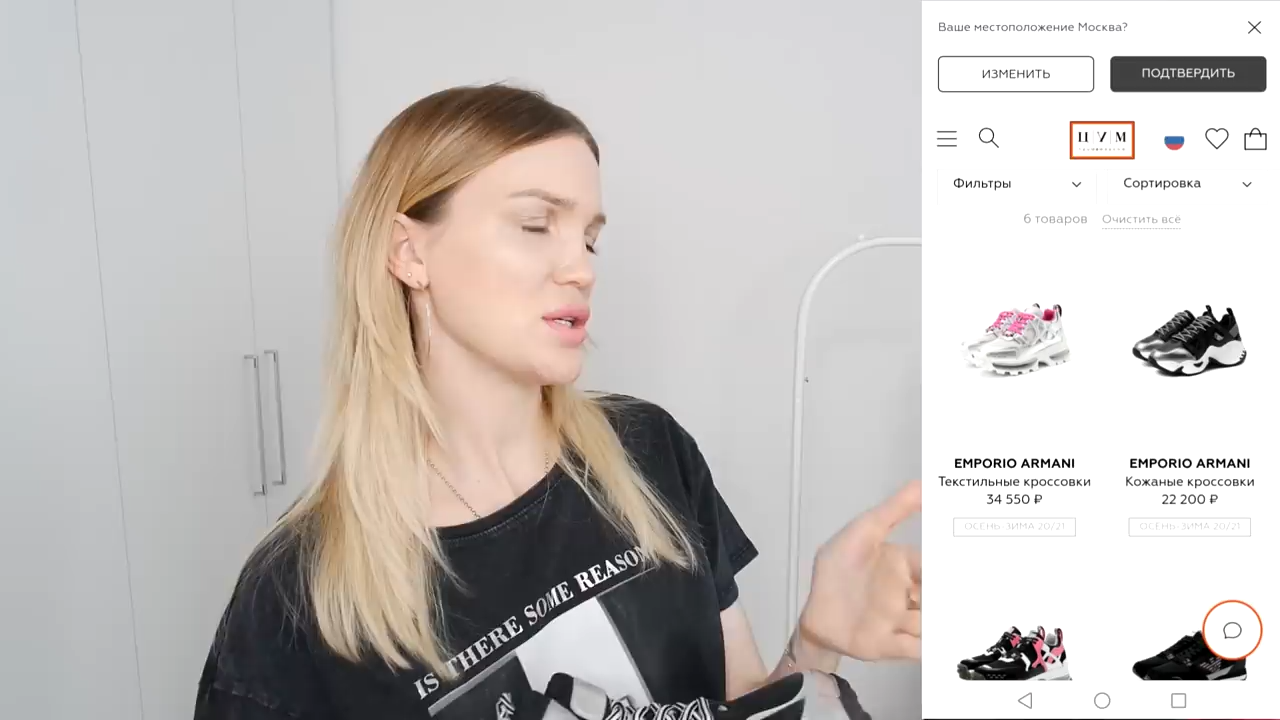 Ваше местоположение Москва?
ИЗМЕНИТЬ
ПОДТВЕРДИТЬ
ЦУМ
Фильтры
Сортировка
6 товаров
Очистить всё
EMPORIO ARMANI
Текстильные кроссовки
34 550 ₽
ОСЕНЬ-ЗИМА 20/21
EMPORIO ARMANI
Кожаные кроссовки
22 200 ₽
ОСЕНЬ-ЗИМА 20/21
IS THERE SOME REASON